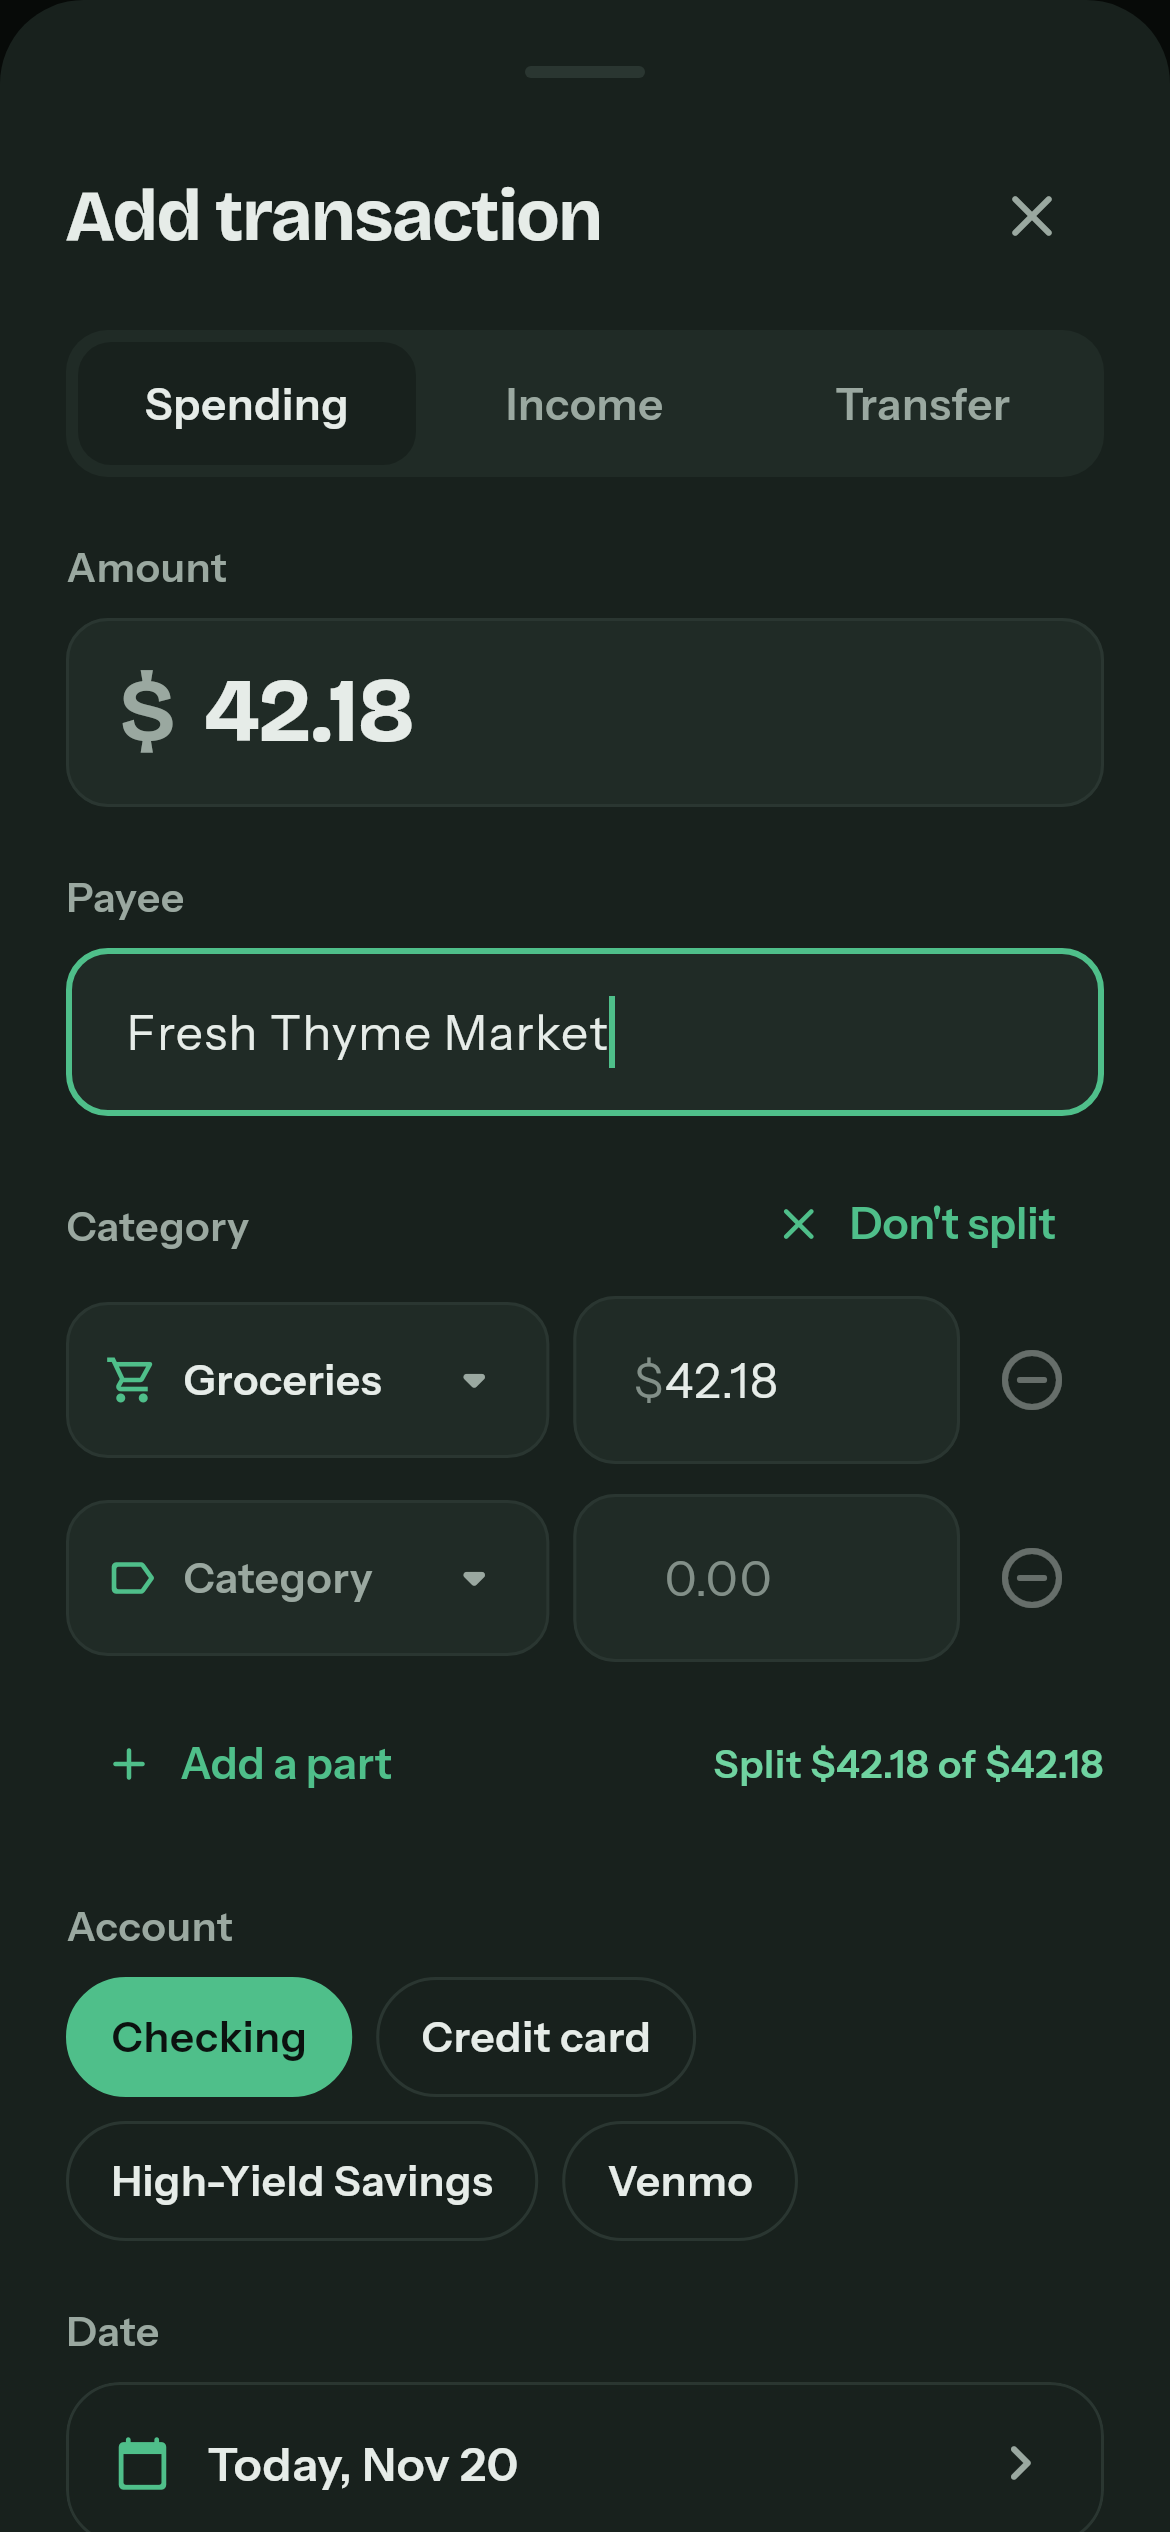 Add transaction
Spending Income Transfer
Amount
$ 42.18
Payee
Fresh Thyme Market
Category Don't split
Groceries $42.18
Category 0.00
Add a part Split $42.18 of $42.18
Account
Checking Credit card
High-Yield Savings Venmo
Date
Today, Nov 20